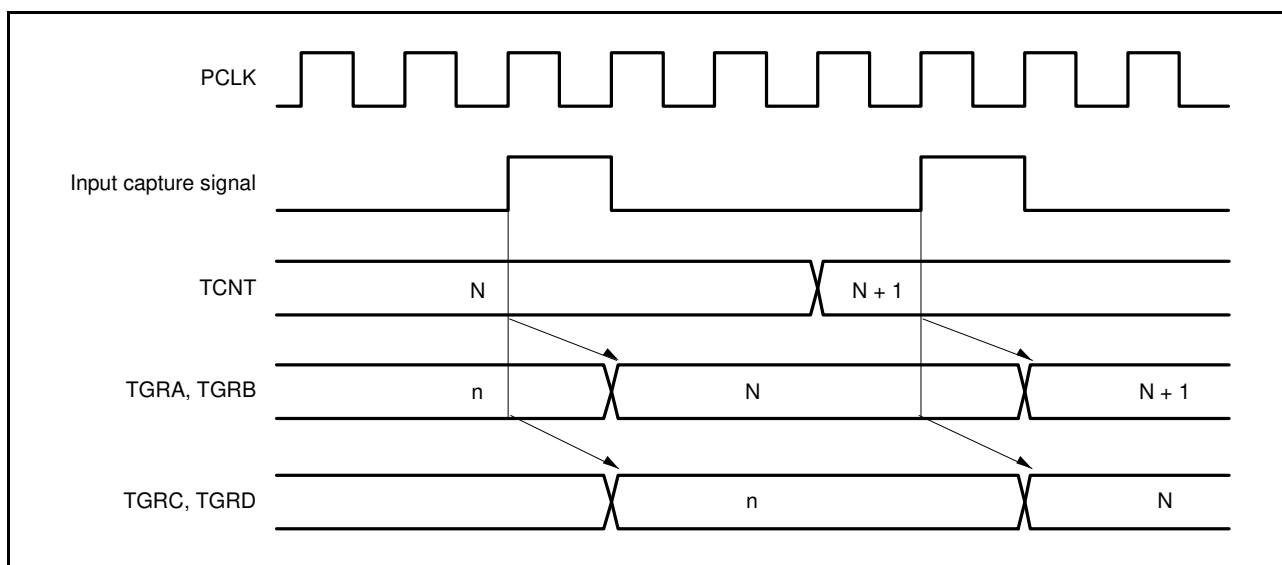 PCLK
Input capture signal
TCNT
N
N + 1
TGRA, TGRB
n
N
N + 1
TGRC, TGRD
n
N